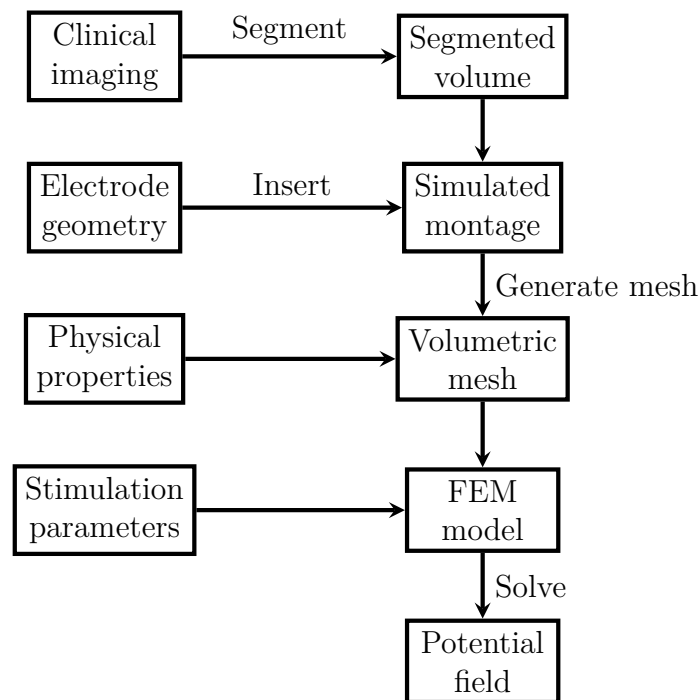 Clinical
imaging
Segment
Segmented
volume
Electrode
geometry
Insert
Simulated
montage
Generate mesh
Physical
properties
Volumetric
mesh
Stimulation
parameters
FEM
model
Solve
Potential
field